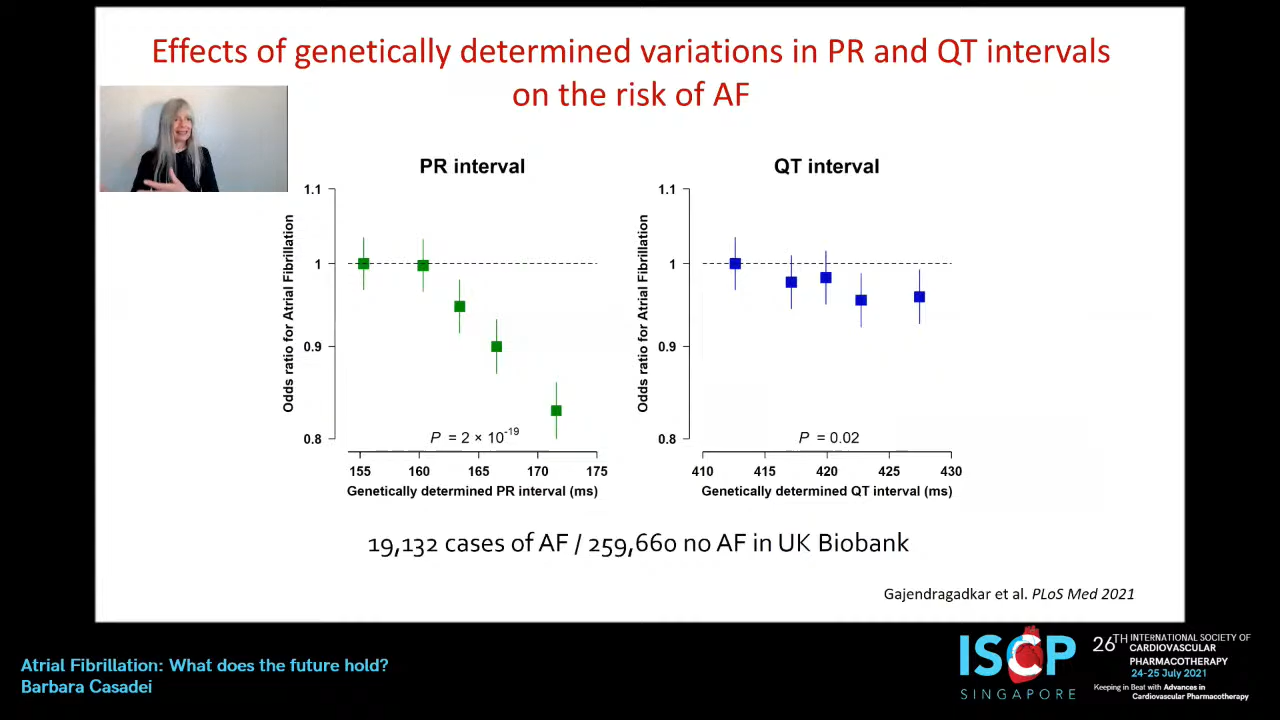 Effects of genetically determined variations in PR and QT intervals
on the risk of AF
PR interval
1.1
1
0.9
0.8
Odds ratio for Atrial Fibrillation
P = 2 × 10⁻¹⁹
155 160 165 170 175
Genetically determined PR interval (ms)
QT interval
1.1
1
0.9
0.8
Odds ratio for Atrial Fibrillation
P = 0.02
410 415 420 425 430
Genetically determined QT interval (ms)
19,132 cases of AF / 259,660 no AF in UK Biobank
Gajendragadkar et al. PLoS Med 2021
Atrial Fibrillation: What does the future hold?
Barbara Casadei
ISCP
SINGAPORE
26TH INTERNATIONAL SOCIETY OF
CARDIOVASCULAR
PHARMACOTHERAPY
24-25 July 2021
Keeping in Beat with Advances in
Cardiovascular Pharmacotherapy